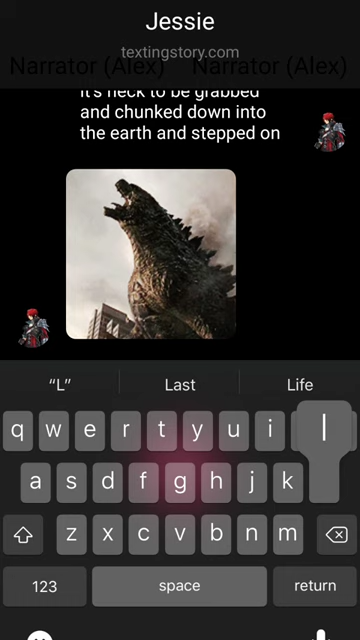 Jessie
textingstory.com
Narrator (Alex) Narrator (Alex)
it's neck to be grabbed
and chunked down into
the earth and stepped on
“L” Last Life
q w e r t y u i l
a s d f g h j k
z x c v b n m
123 space return